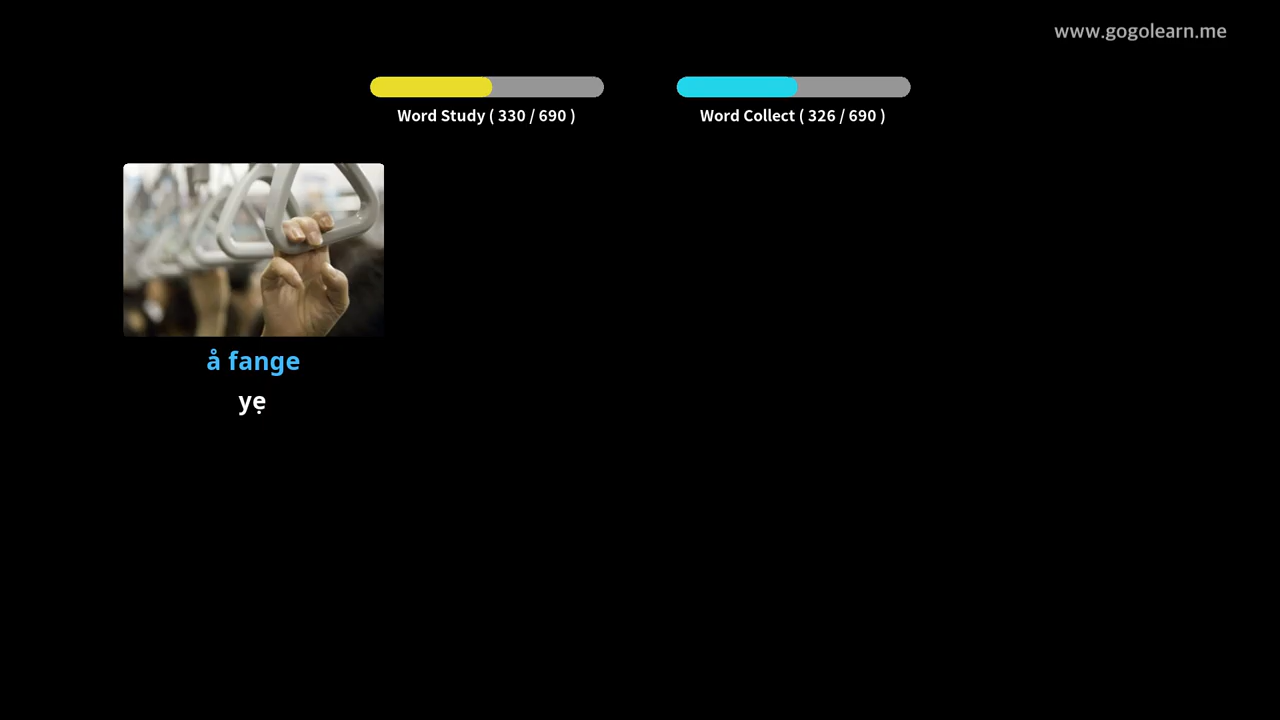 www.gogolearn.me
Word Study ( 330 / 690 )
Word Collect ( 326 / 690 )
å fange
yẹ